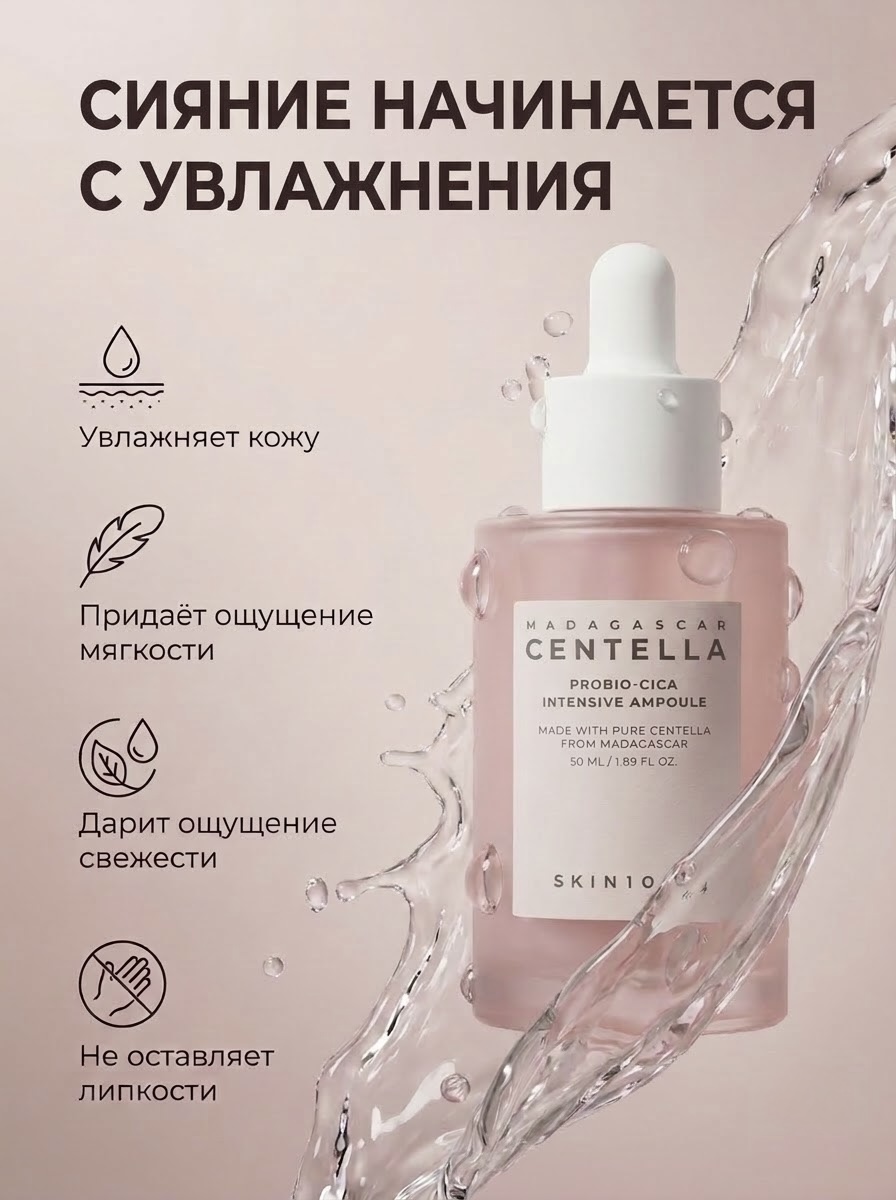 СИЯНИЕ НАЧИНАЕТСЯ
С УВЛАЖНЕНИЯ
Увлажняет кожу
Придаёт ощущение
мягкости
Дарит ощущение
свежести
Не оставляет
липкости
MADAGASCAR
CENTELLA
PROBIO-CICA
INTENSIVE AMPOULE
MADE WITH PURE CENTELLA
FROM MADAGASCAR
50 ML / 1.89 FL OZ.